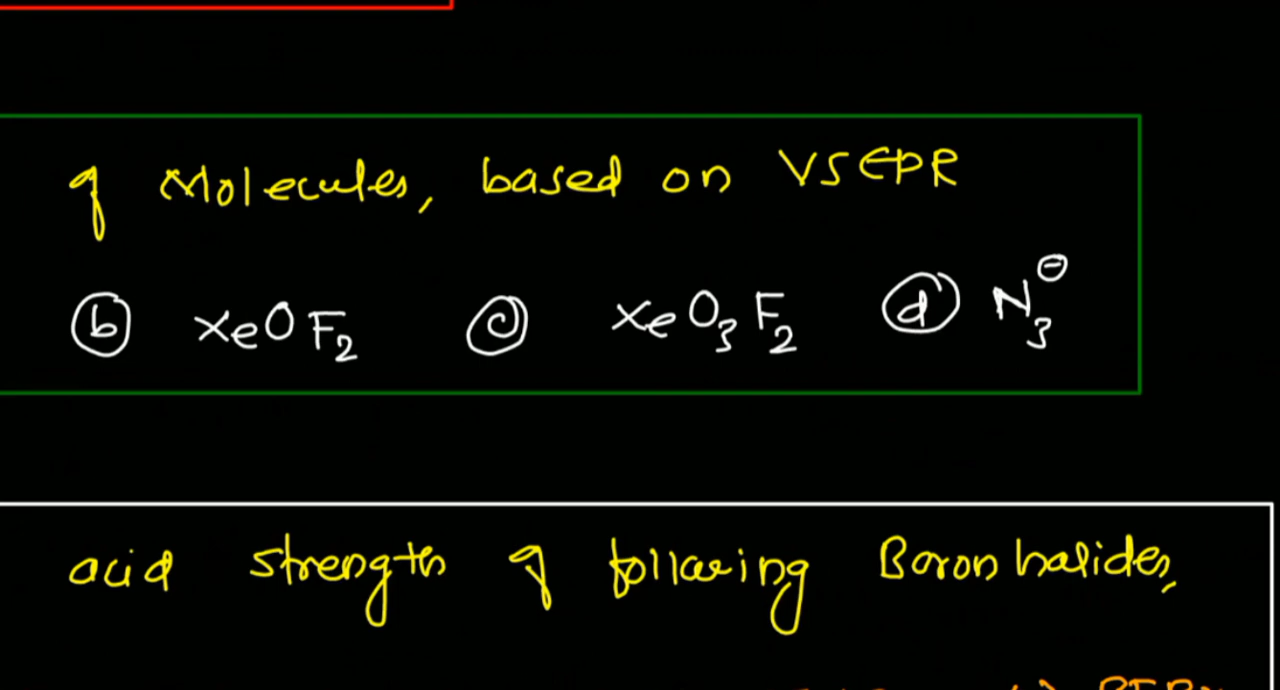 of Molecules, based on VSEPR
(b) XeOF₂ (c) XeO₃F₂ (d) N₃⊖
acid strength of following Boron halides,